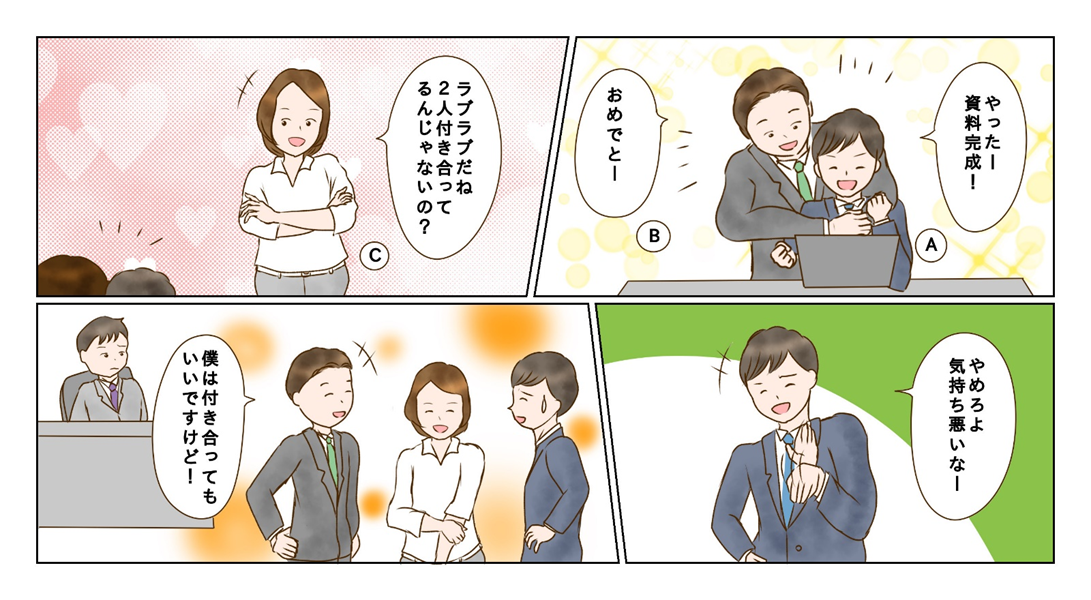 やったー
資料完成！
A
おめでとー
B
ラブラブだね
２人付き合って
るんじゃないの？
C
やめろよ
気持ち悪いなー
僕は付き合っても
いいですけど！